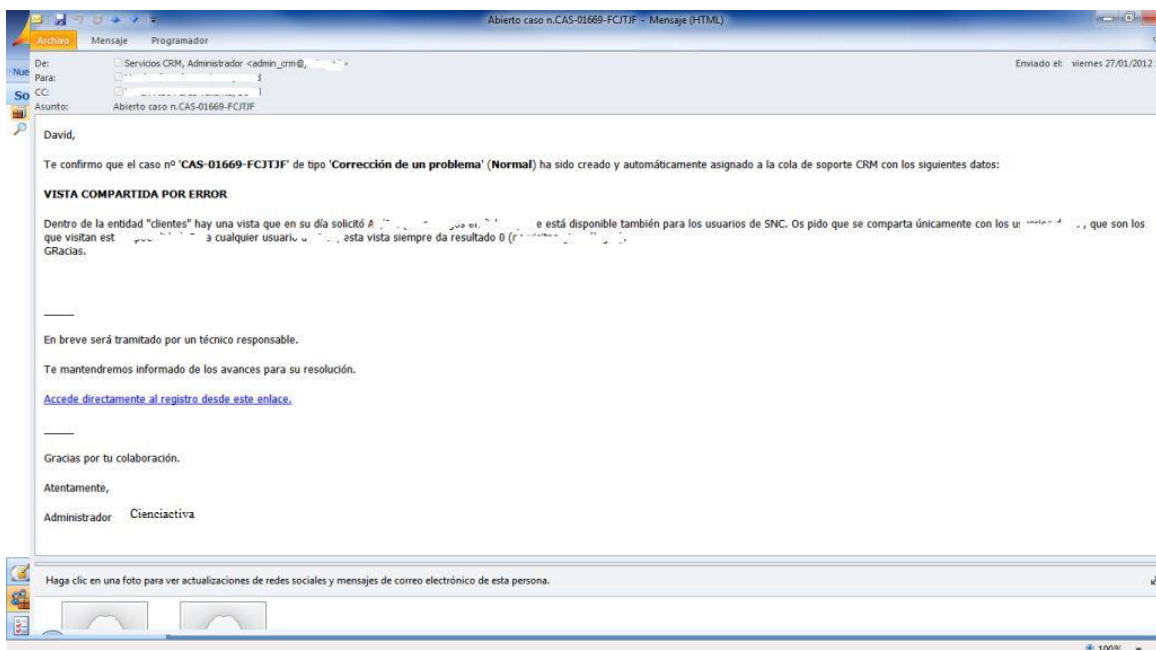 Abierto caso n.CAS-01669-FCJTJF - Mensaje (HTML)
Archivo Mensaje Programador
De: Servicios CRM, Administrador <admin_crm@, Enviado el: viernes 27/01/2012
Nue
Para:
So
CC:
Asunto: Abierto caso n.CAS-01669-FCJTJF
David,
Te confirmo que el caso nº 'CAS-01669-FCJTJF' de tipo 'Corrección de un problema' (Normal) ha sido creado y automáticamente asignado a la cola de soporte CRM con los siguientes datos:
VISTA COMPARTIDA POR ERROR
Dentro de la entidad "clientes" hay una vista que en su día solicitó está disponible también para los usuarios de SNC. Os pido que se comparta únicamente con los , que son los
que visitan a cualquier usuario esta vista siempre da resultado 0
GRacias.
En breve será tramitado por un técnico responsable.
Te mantendremos informado de los avances para su resolución.
Accede directamente al registro desde este enlace.
Gracias por tu colaboración.
Atentamente,
Administrador Cienciactiva
Haga clic en una foto para ver actualizaciones de redes sociales y mensajes de correo electrónico de esta persona.
100%